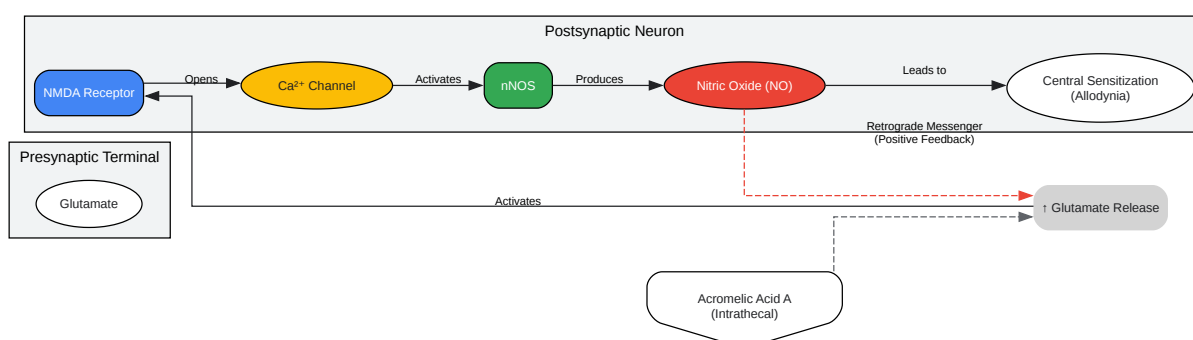 Postsynaptic Neuron
NMDA Receptor
Opens
Ca²⁺ Channel
Activates
nNOS
Produces
Nitric Oxide (NO)
Leads to
Central Sensitization
(Allodynia)
Retrograde Messenger
(Positive Feedback)
Presynaptic Terminal
Glutamate
Activates
↑ Glutamate Release
Acromelic Acid A
(Intrathecal)